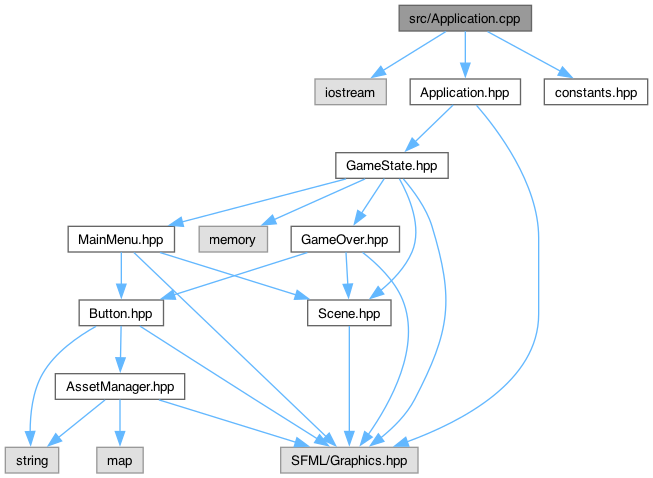 src/Application.cpp
iostream
Application.hpp
constants.hpp
GameState.hpp
MainMenu.hpp
memory
GameOver.hpp
Button.hpp
Scene.hpp
AssetManager.hpp
string
map
SFML/Graphics.hpp